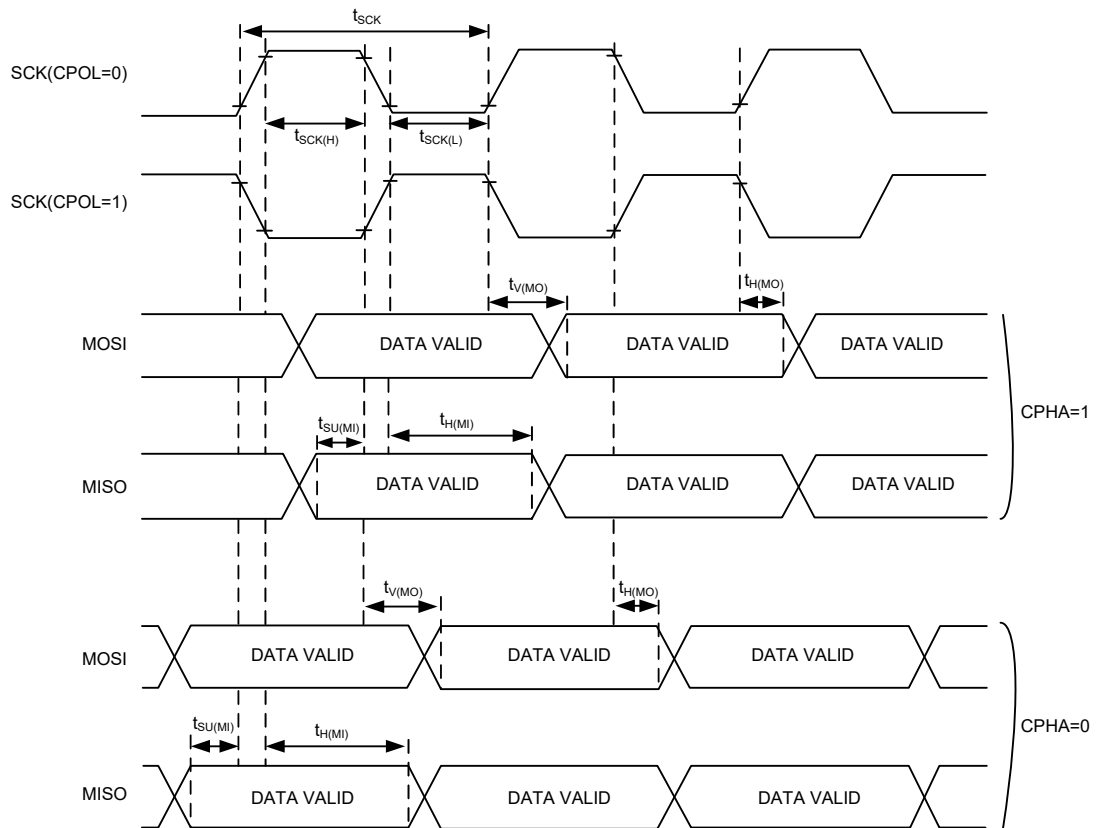 tSCK
SCK(CPOL=0)
tSCK(H) tSCK(L)
SCK(CPOL=1)
tV(MO) tH(MO)
MOSI DATA VALID DATA VALID DATA VALID
CPHA=1
tSU(MI) tH(MI)
MISO DATA VALID DATA VALID DATA VALID
tV(MO) tH(MO)
MOSI DATA VALID DATA VALID DATA VALID
tSU(MI) tH(MI)
CPHA=0
MISO DATA VALID DATA VALID DATA VALID